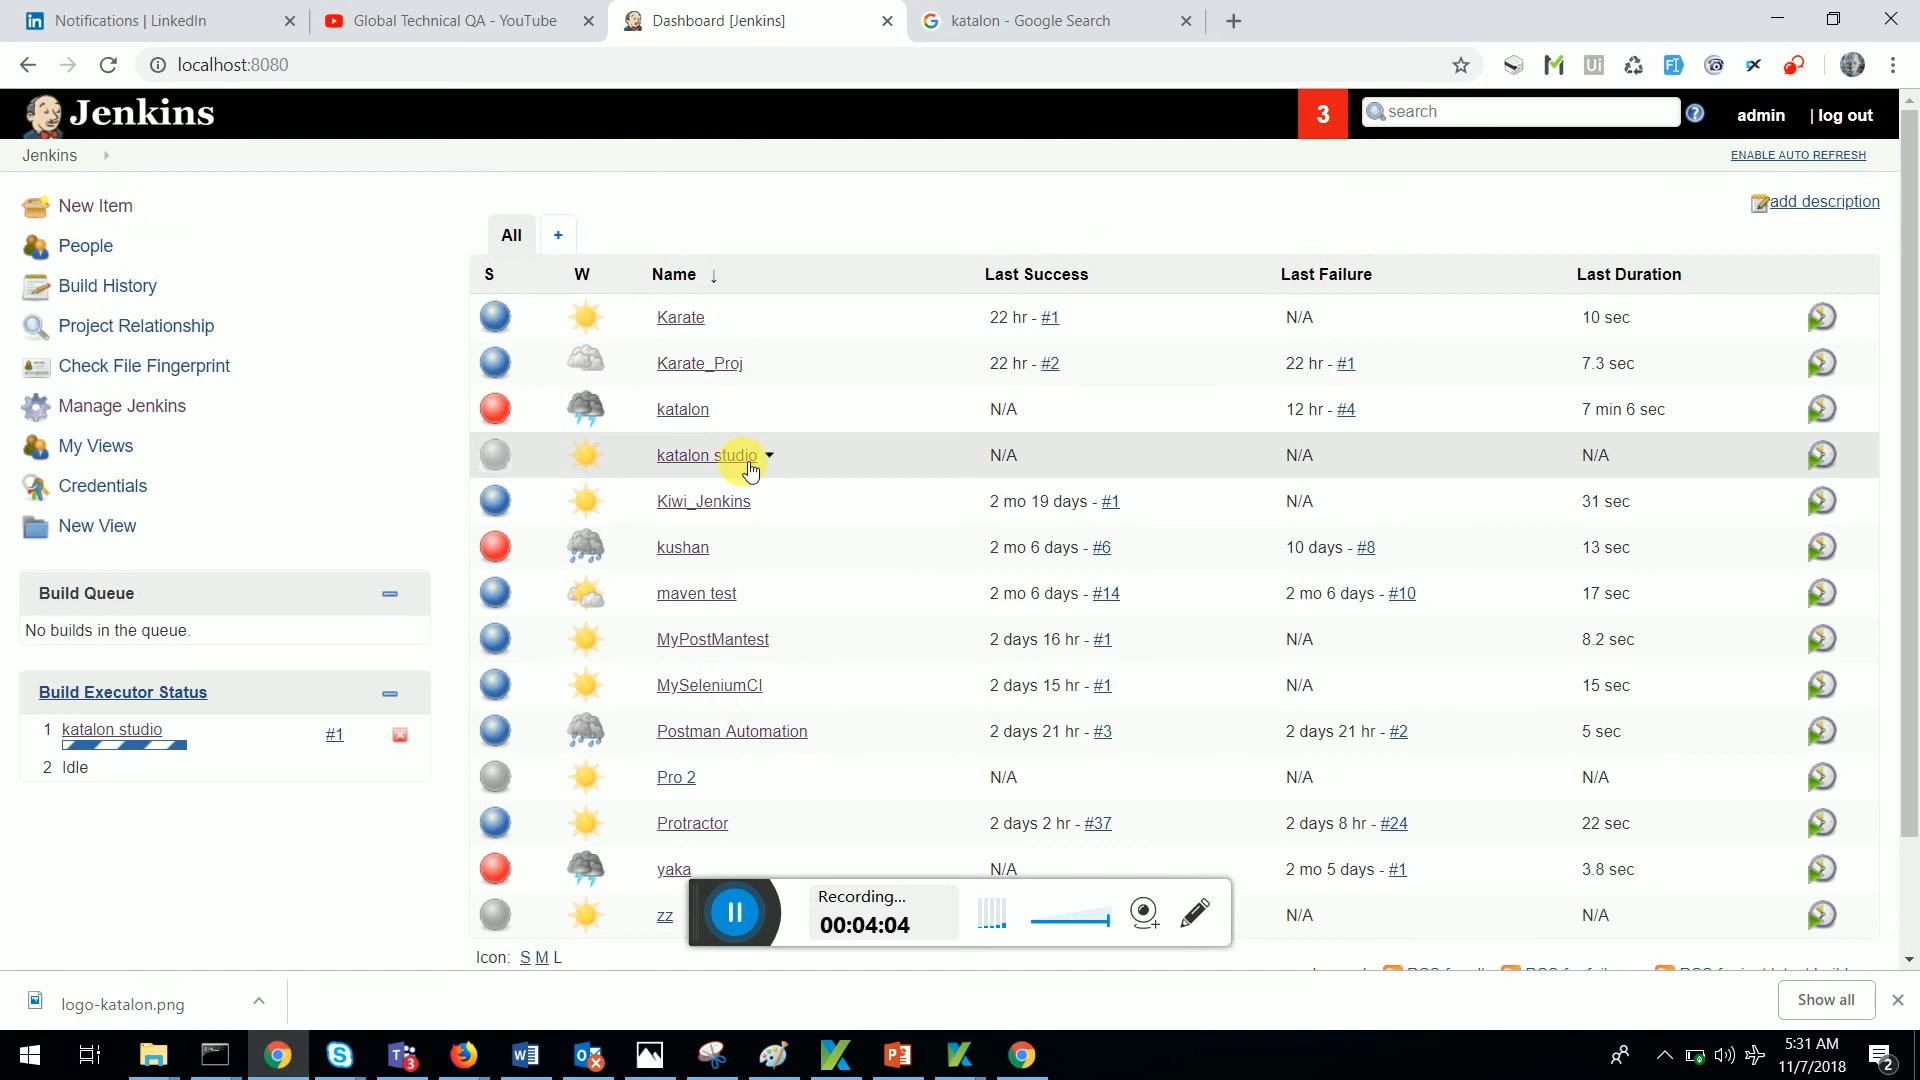 Notifications | LinkedIn
Global Technical QA - YouTube
Dashboard [Jenkins]
katalon - Google Search
localhost:8080
Jenkins
3
search
admin
| log out
Jenkins
ENABLE AUTO REFRESH
New Item
People
Build History
Project Relationship
Check File Fingerprint
Manage Jenkins
My Views
Credentials
New View
Build Queue
No builds in the queue.
Build Executor Status
1 katalon studio #1
2 Idle
add description
All +
S W Name ↓ Last Success Last Failure Last Duration
Karate 22 hr - #1 N/A 10 sec
Karate_Proj 22 hr - #2 22 hr - #1 7.3 sec
katalon N/A 12 hr - #4 7 min 6 sec
katalon studio N/A N/A N/A
Kiwi_Jenkins 2 mo 19 days - #1 N/A 31 sec
kushan 2 mo 6 days - #6 10 days - #8 13 sec
maven test 2 mo 6 days - #14 2 mo 6 days - #10 17 sec
MyPostMantest 2 days 16 hr - #1 N/A 8.2 sec
MySeleniumCI 2 days 15 hr - #1 N/A 15 sec
Postman Automation 2 days 21 hr - #3 2 days 21 hr - #2 5 sec
Pro 2 N/A N/A N/A
Protractor 2 days 2 hr - #37 2 days 8 hr - #24 22 sec
yaka N/A 2 mo 5 days - #1 3.8 sec
zz N/A N/A
Recording...
00:04:04
Icon: S M L
logo-katalon.png
Show all
5:31 AM
11/7/2018
3
2